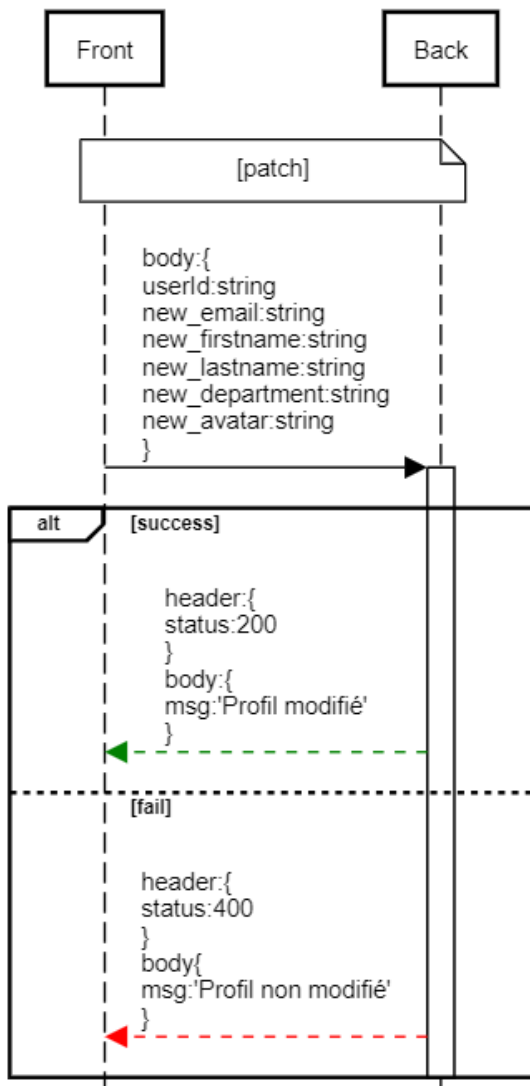 Front
Back
[patch]
body:{
userId:string
new_email:string
new_firstname:string
new_lastname:string
new_department:string
new_avatar:string
}
alt
[success]
header:{
status:200
}
body:{
msg:'Profil modifié'
}
[fail]
header:{
status:400
}
body{
msg:'Profil non modifié'
}